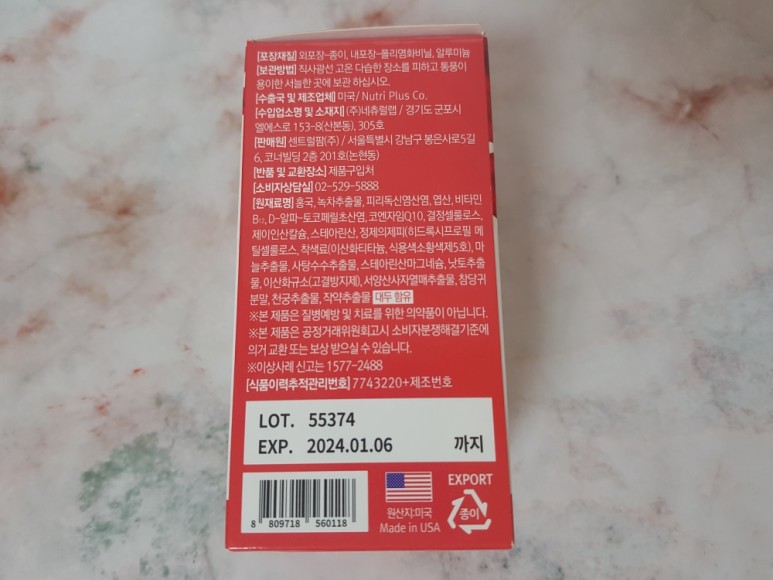 [포장재질] 외포장-종이, 내포장-폴리염화비닐, 알루미늄
[보관방법] 직사광선 고온 다습한 장소를 피하고 통풍이
용이한 서늘한 곳에 보관 하십시오.
[수출국 및 제조업체] 미국/ Nutri Plus Co.
[수입업소명 및 소재지] (주)네츄럴랩 / 경기도 군포시
엘에스로 153-8(산본동), 305호
[판매원] 센트럴팜(주) / 서울특별시 강남구 봉은사로5길
6, 코너빌딩 2층 201호(논현동)
[반품 및 교환장소] 제품구입처
[소비자상담실] 02-529-5888
[원재료명] 홍국, 녹차추출물, 피리독신염산염, 엽산, 비타민
B₁₂, D-알파-토코페릴초산염, 코엔자임Q10, 결정셀룰로스,
제이인산칼슘, 스테아린산, 정제의제피(히드록시프로필 메
틸셀룰로스, 착색료(이산화티타늄, 식용색소황색제5호), 마
늘추출물, 사탕수수추출물, 스테아린산마그네슘, 낫토추출
물, 이산화규소(고결방지제), 서양산사자열매추출물, 참당귀
분말, 천궁추출물, 작약추출물 대두 함유
※본 제품은 질병예방 및 치료를 위한 의약품이 아닙니다.
※본 제품은 공정거래위원회고시 소비자분쟁해결기준에
의거 교환 또는 보상 받으실 수 있습니다.
※이상사례 신고는 1577-2488
[식품이력추적관리번호] 7743220+제조번호
LOT. 55374
EXP. 2024.01.06 까지
8 809718 560118
원산지:미국
Made in USA
EXPORT
종이